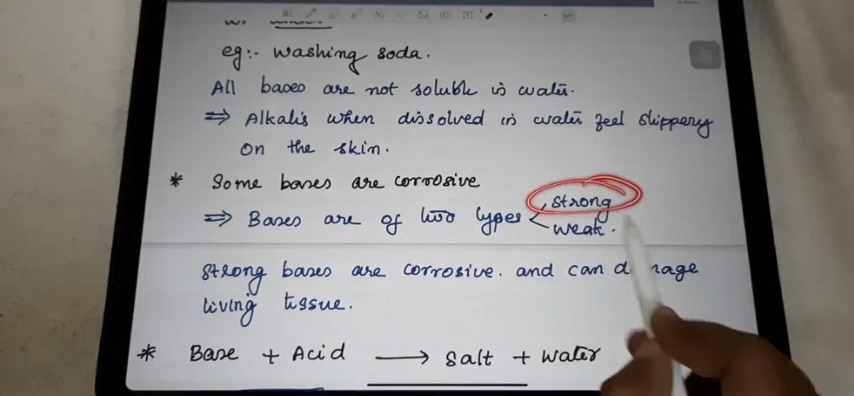 eg:- washing soda.
All bases are not soluble in water.
⇒ Alkalis when dissolved in water feel slippery
on the skin.
* Some bases are corrosive
⇒ Bases are of two types < strong
weak.
Strong bases are corrosive. and can damage
living tissue.
* Base + Acid ⟶ Salt + Water